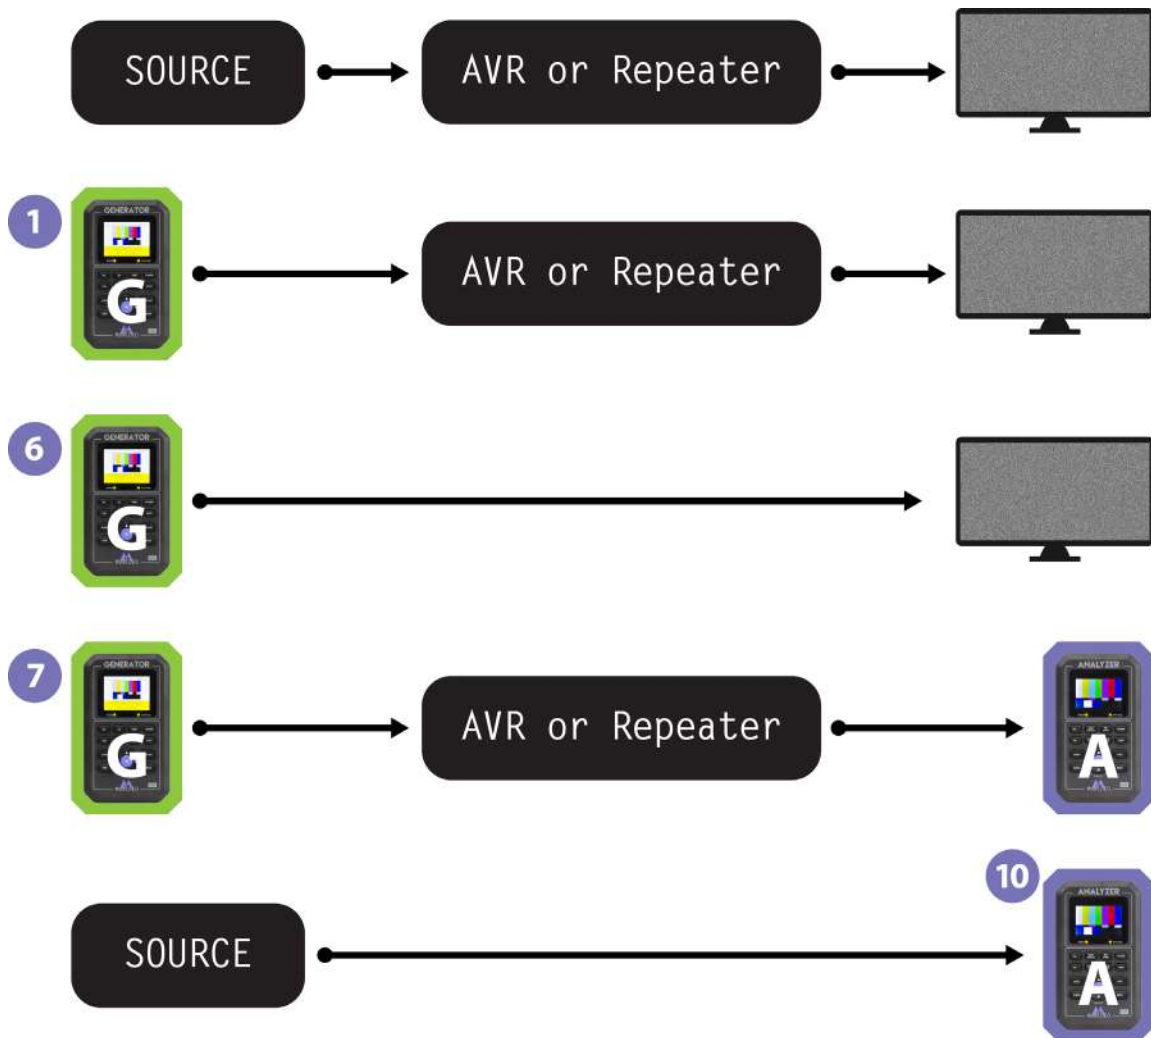 SOURCE
AVR or Repeater
1
GENERATOR
G
AVR or Repeater
6
GENERATOR
G
7
GENERATOR
G
AVR or Repeater
ANALYZER
A
10
SOURCE
ANALYZER
A